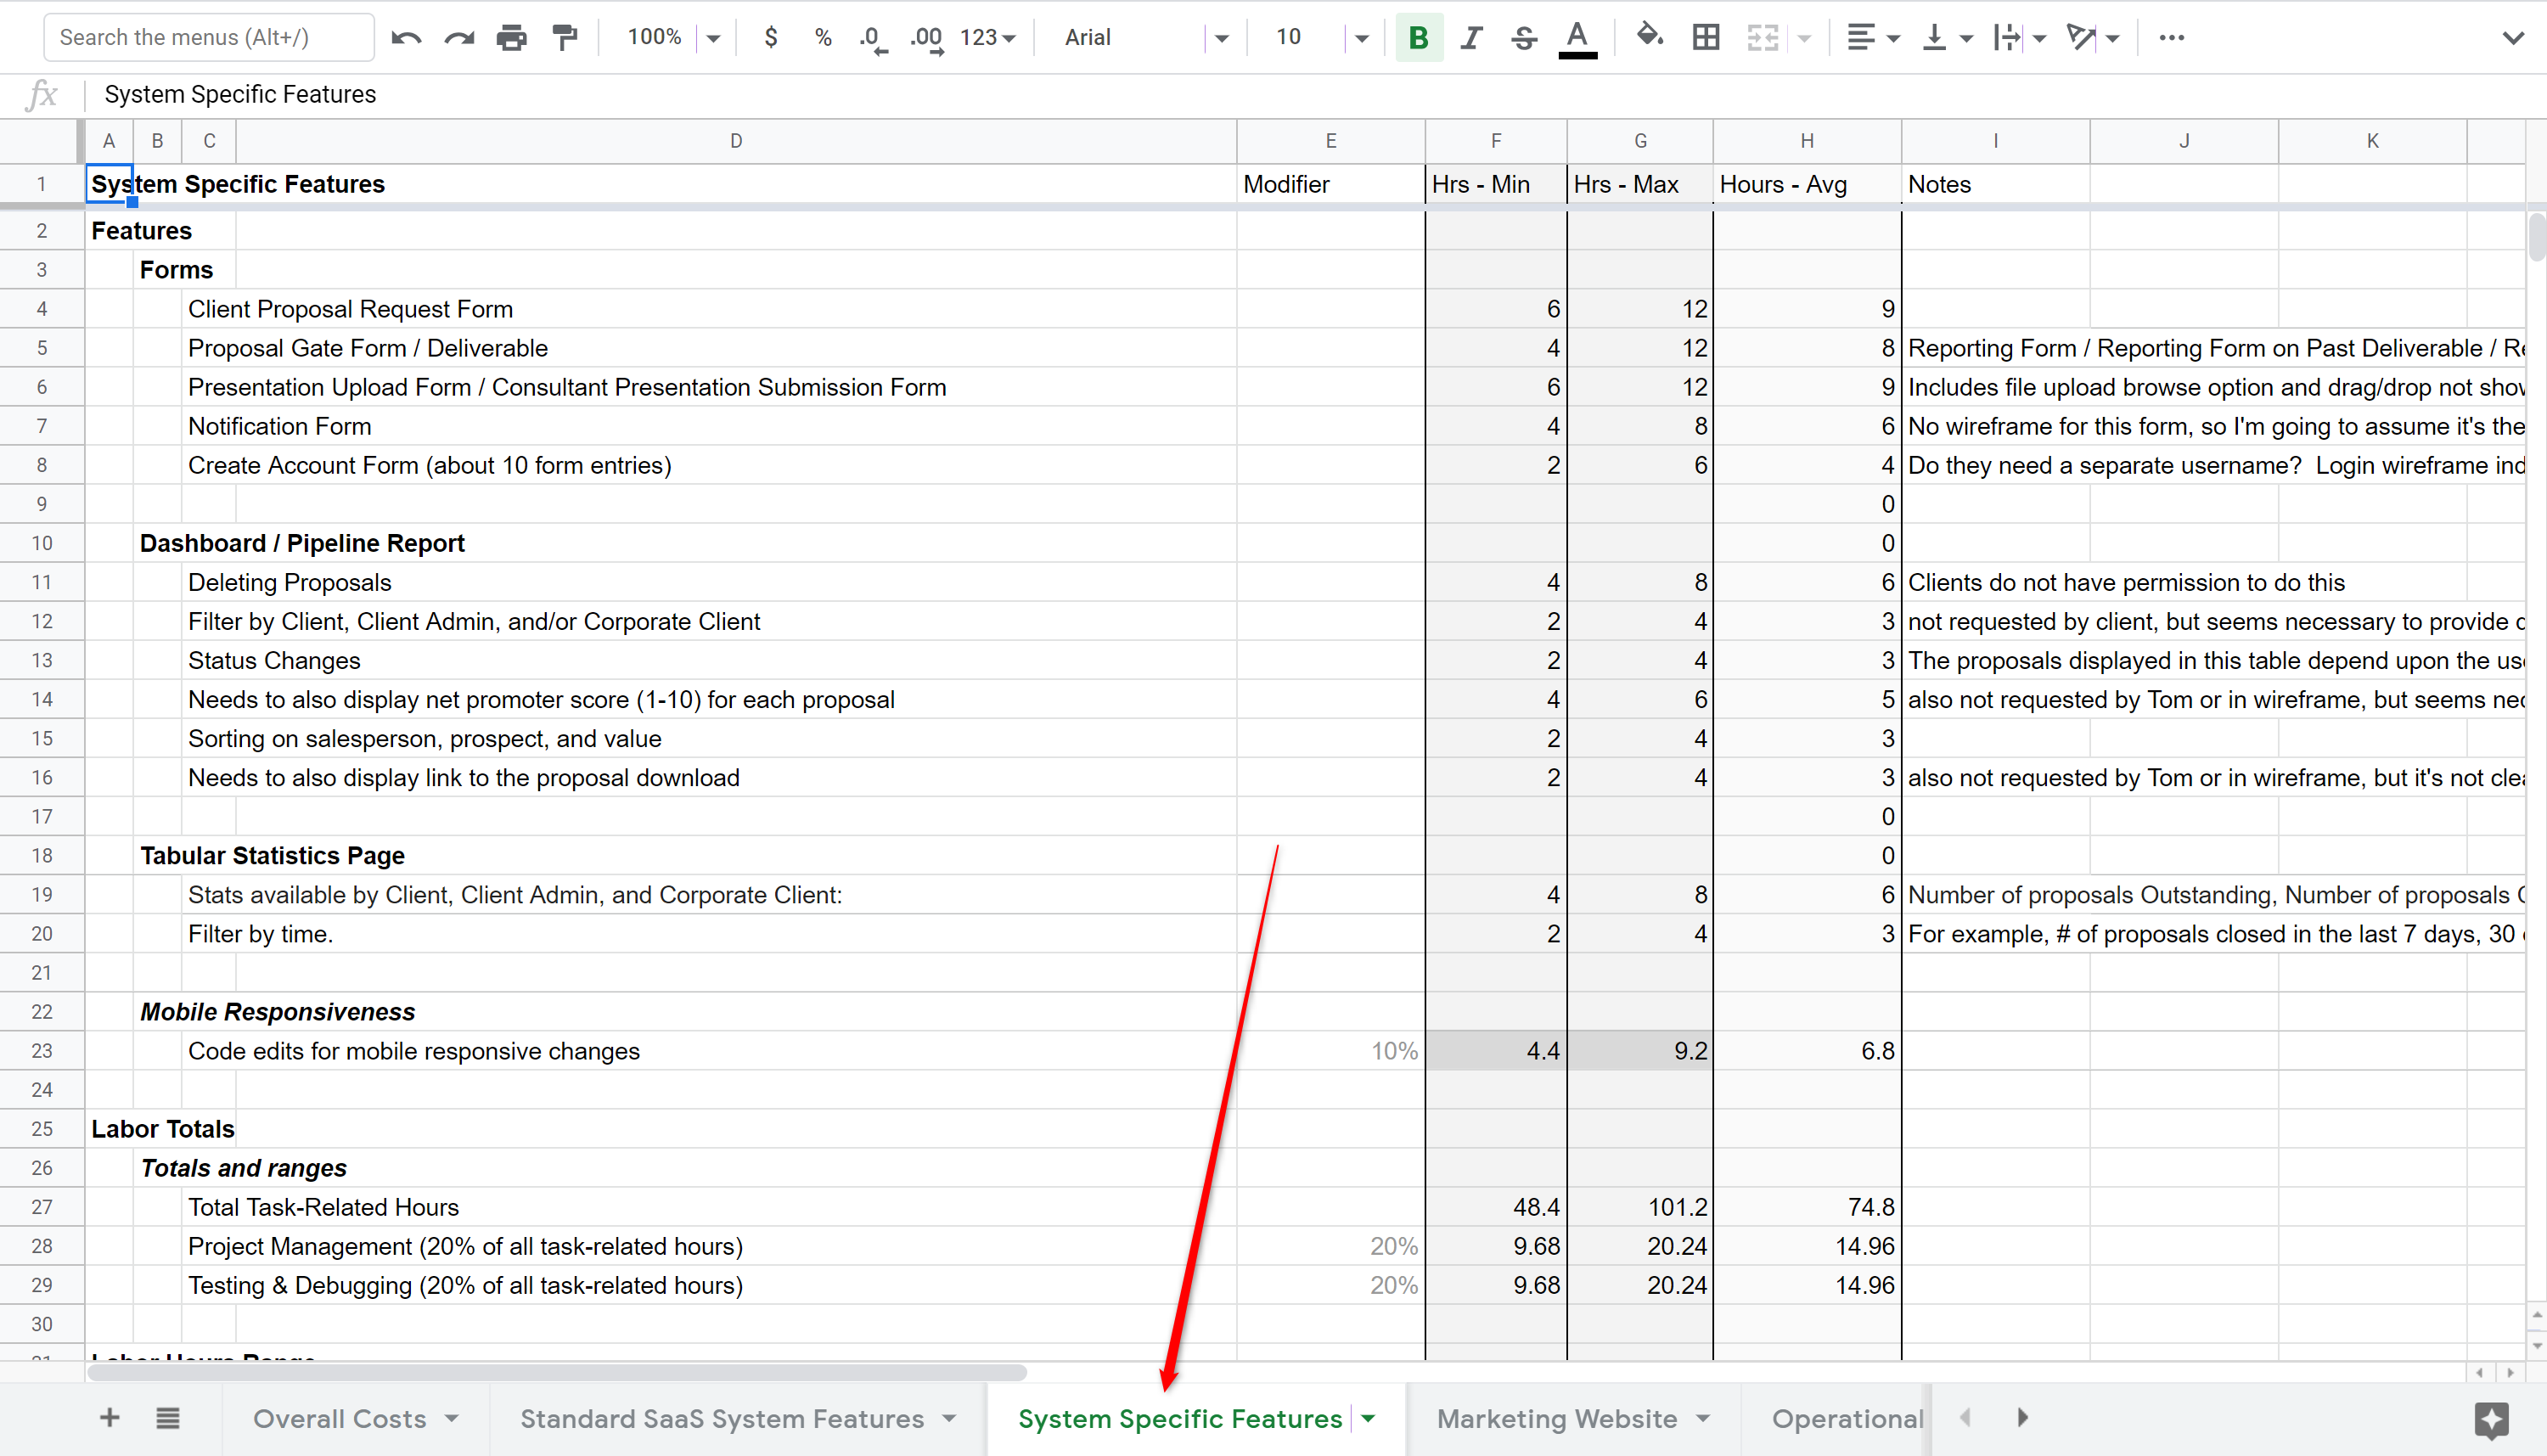 Search the menus (Alt+/) 100% $ % .0 .00 123 Arial 10 B I S A
fx System Specific Features
A B C D E F G H I J K
1 System Specific Features Modifier Hrs - Min Hrs - Max Hours - Avg Notes
2 Features
3 Forms
4 Client Proposal Request Form 6 12 9
5 Proposal Gate Form / Deliverable 4 12 8 Reporting Form / Reporting Form on Past Deliverable /
6 Presentation Upload Form / Consultant Presentation Submission Form 6 12 9 Includes file upload browse option and drag/drop not
7 Notification Form 4 8 6 No wireframe for this form, so I'm going to assume it's the
8 Create Account Form (about 10 form entries) 2 6 4 Do they need a separate username? Login wireframe
9 0
10 Dashboard / Pipeline Report 0
11 Deleting Proposals 4 8 6 Clients do not have permission to do this
12 Filter by Client, Client Admin, and/or Corporate Client 2 4 3 not requested by client, but seems necessary to provide
13 Status Changes 2 4 3 The proposals displayed in this table depend upon the
14 Needs to also display net promoter score (1-10) for each proposal 4 6 5 also not requested by Tom or in wireframe, but seems
15 Sorting on salesperson, prospect, and value 2 4 3
16 Needs to also display link to the proposal download 2 4 3 also not requested by Tom or in wireframe, but it's not
17 0
18 Tabular Statistics Page 0
19 Stats available by Client, Client Admin, and Corporate Client: 4 8 6 Number of proposals Outstanding, Number of proposals
20 Filter by time. 2 4 3 For example, # of proposals closed in the last 7 days, 30
21
22 Mobile Responsiveness
23 Code edits for mobile responsive changes 10% 4.4 9.2 6.8
24
25 Labor Totals
26 Totals and ranges
27 Total Task-Related Hours 48.4 101.2 74.8
28 Project Management (20% of all task-related hours) 20% 9.68 20.24 14.96
29 Testing & Debugging (20% of all task-related hours) 20% 9.68 20.24 14.96
30
Overall Costs Standard SaaS System Features System Specific Features Marketing Website Operational